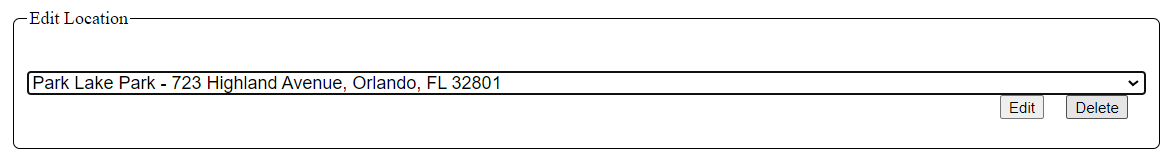 Edit Location
Park Lake Park - 723 Highland Avenue, Orlando, FL 32801
Edit Delete